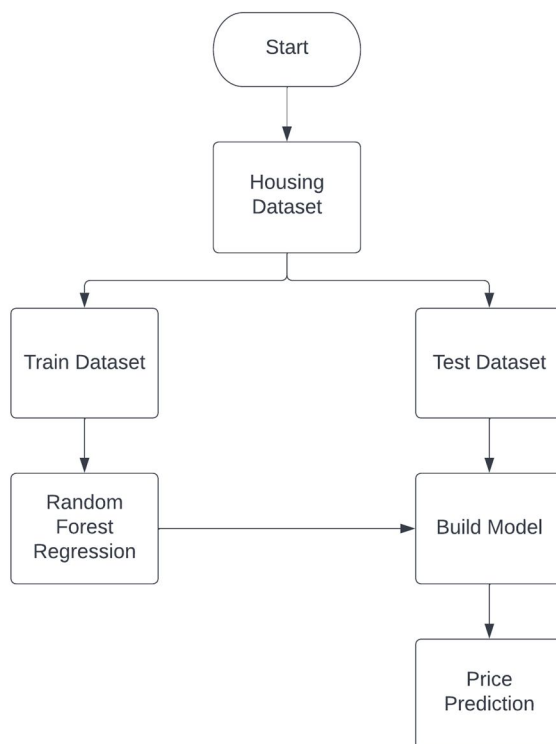 Start
Housing
Dataset
Train Dataset
Test Dataset
Random
Forest
Regression
Build Model
Price
Prediction